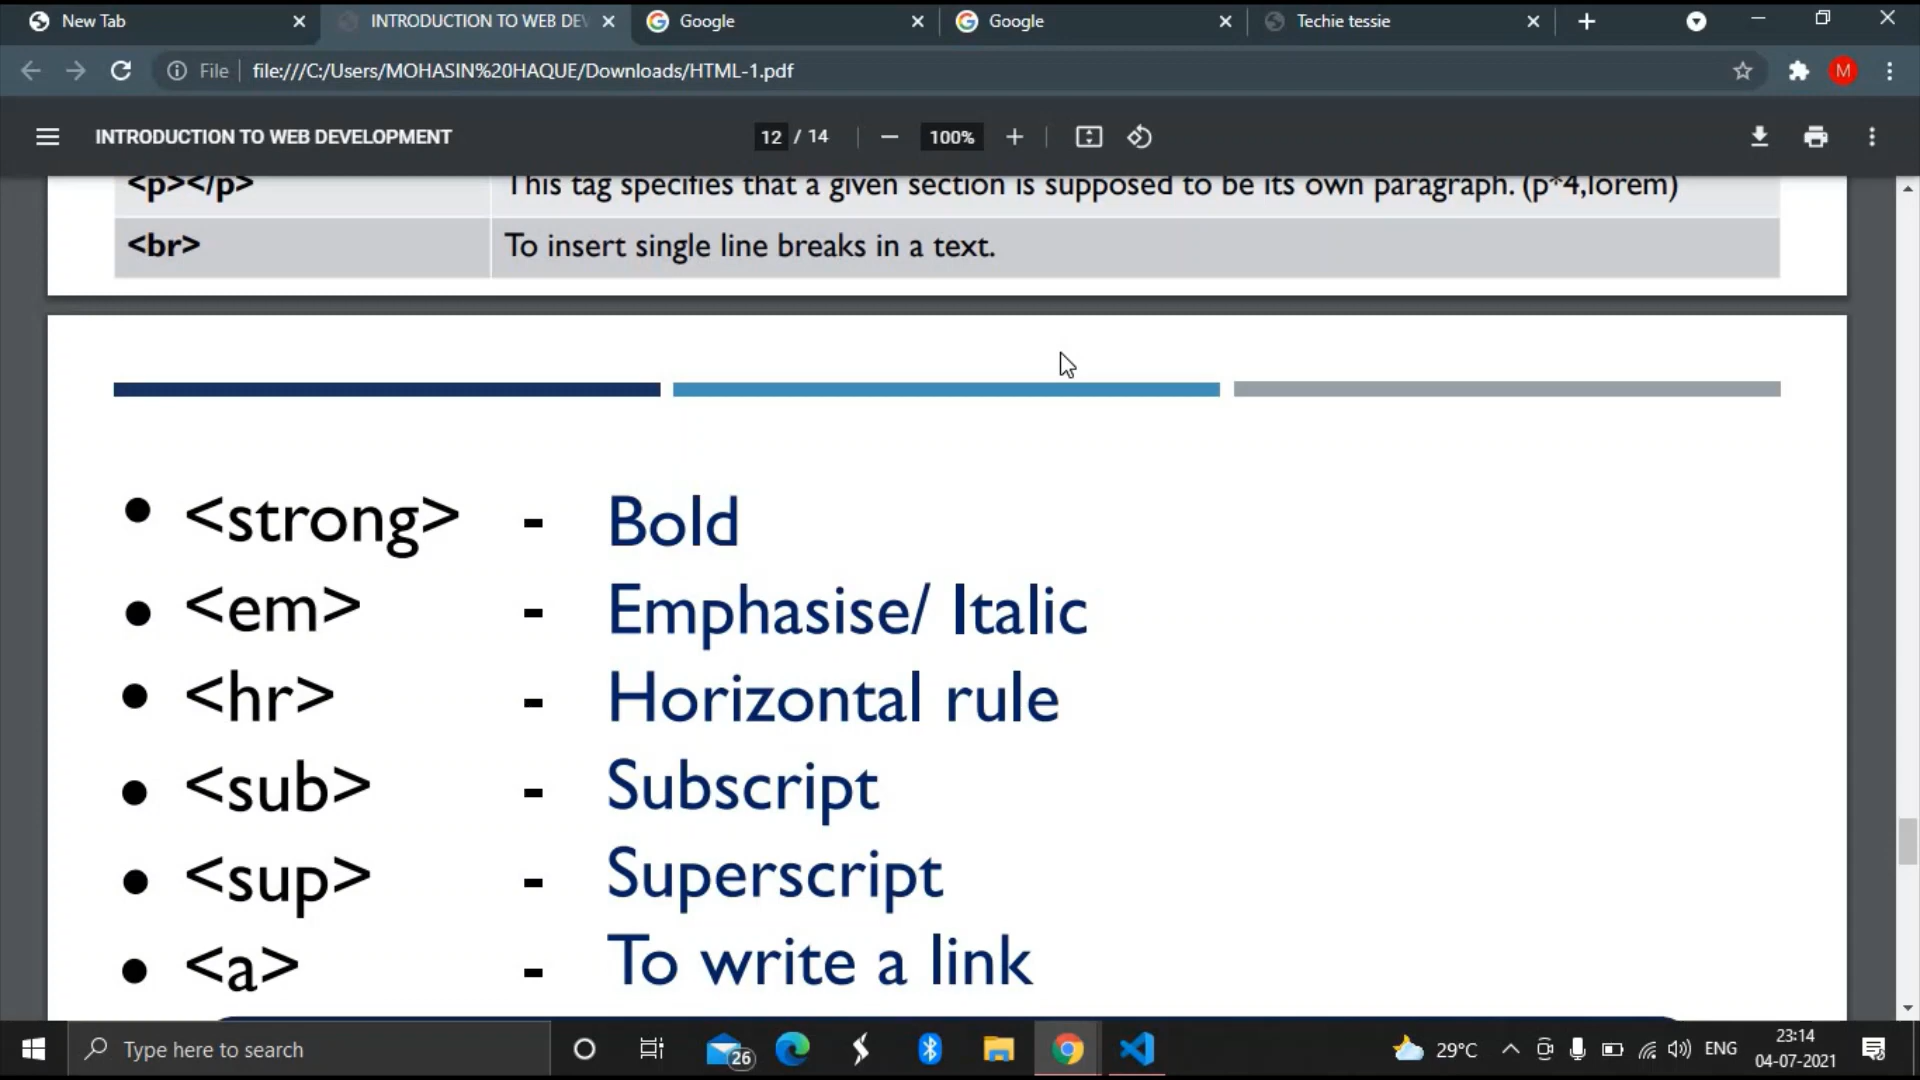 New Tab
INTRODUCTION TO WEB DEV
Google
Google
Techie tessie
File
file:///C:/Users/MOHASIN%20HAQUE/Downloads/HTML-1.pdf
M
INTRODUCTION TO WEB DEVELOPMENT
12 / 14
100%
<p></p> This tag specifies that a given section is supposed to be its own paragraph. (p*4,lorem)
<br> To insert single line breaks in a text.
• <strong> - Bold
• <em> - Emphasise/ Italic
• <hr> - Horizontal rule
• <sub> - Subscript
• <sup> - Superscript
• <a> - To write a link
Type here to search
26
29°C
ENG
23:14
04-07-2021